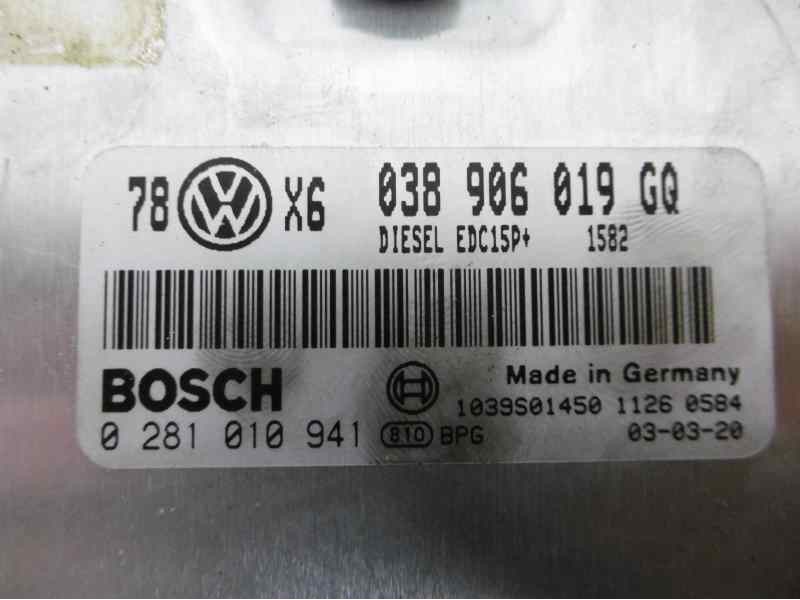 78 VW X6 038 906 019 GQ
DIESEL EDC15P+ 1582
BOSCH
Made in Germany
1039S01450 1126 0584
0 281 010 941 810 BPG 03-03-20